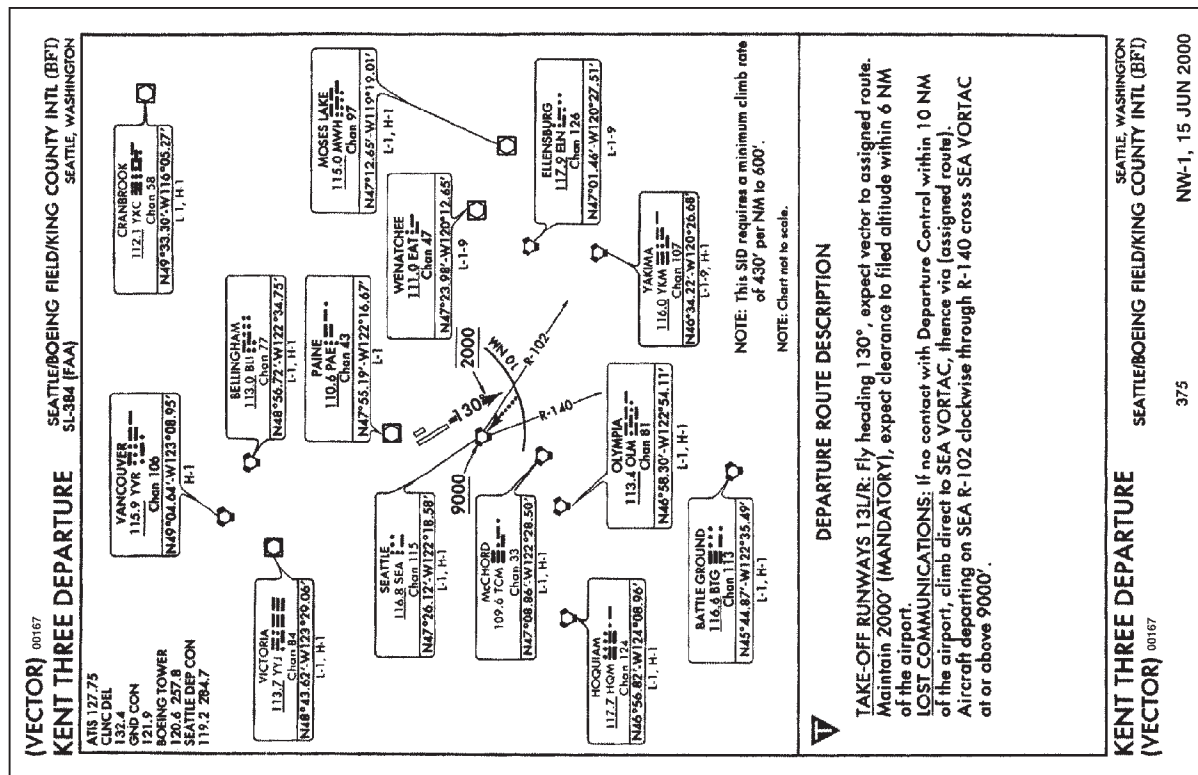 (VECTOR) 00167
KENT THREE DEPARTURE
SEATTLE/BOEING FIELD/KING COUNTY INTL (BFI)
SL-384 (FAA)
SEATTLE, WASHINGTON
ATIS 127.75
CLNC DEL
132.4
GND CON
121.9
BOEING TOWER
120.6 257.8
SEATTLE DEP CON
119.2 284.7
VANCOUVER
115.9 YVR
Chan 106
N49°04.64'-W123°08.95'
H-1
CRANBROOK
112.1 YXC
Chan 58
N49°33.30'-W116°05.27'
L-1, H-1
VICTORIA
113.7 YYJ
Chan 84
N48°43.62'-W123°29.06'
L-1, H-1
BELLINGHAM
113.0 BLI
Chan 77
N48°56.72'-W122°34.75'
L-1, H-1
PAINE
110.6 PAE
Chan 43
N47°55.19'-W122°16.67'
L-1
MOSES LAKE
115.0 MWH
Chan 97
N47°12.65'-W119°19.01'
L-1, H-1
WENATCHEE
111.0 EAT
Chan 47
N47°23.98'-W120°12.65'
L-1-9
SEATTLE
116.8 SEA
Chan 115
N47°26.12'-W122°18.58'
L-1, H-1
130°
2000
9000
10 NM
R-102
R-140
ELLENSBURG
117.9 ELN
Chan 126
N47°01.46'-W120°27.51'
L-1-9
McCHORD
109.6 TCM
Chan 33
N47°08.86'-W122°28.50'
L-1, H-1
YAKIMA
116.0 YKM
Chan 107
N46°34.22'-W120°26.68'
L-1-9, H-1
OLYMPIA
113.4 OLM
Chan 81
N46°58.30'-W122°54.11'
L-1, H-1
HOQUIAM
117.7 HQM
Chan 124
N46°56.82'-W124°08.96'
L-1, H-1
BATTLE GROUND
116.6 BTG
Chan 113
N45°44.87'-W122°35.49'
L-1, H-1
NOTE: This SID requires a minimum climb rate
of 430' per NM to 600'.
NOTE: Chart not to scale.
T
DEPARTURE ROUTE DESCRIPTION
TAKE-OFF RUNWAYS 13L/R: Fly heading 130°, expect vector to assigned route.
Maintain 2000' (MANDATORY), expect clearance to filed altitude within 6 NM
of the airport.
LOST COMMUNICATIONS: If no contact with Departure Control within 10 NM
of the airport, climb direct to SEA VORTAC, thence via (assigned route).
Aircraft departing on SEA R-102 clockwise through R-140 cross SEA VORTAC
at or above 9000'.
KENT THREE DEPARTURE
(VECTOR) 00167
SEATTLE, WASHINGTON
SEATTLE/BOEING FIELD/KING COUNTY INTL (BFI)
375
NW-1, 15 JUN 2000